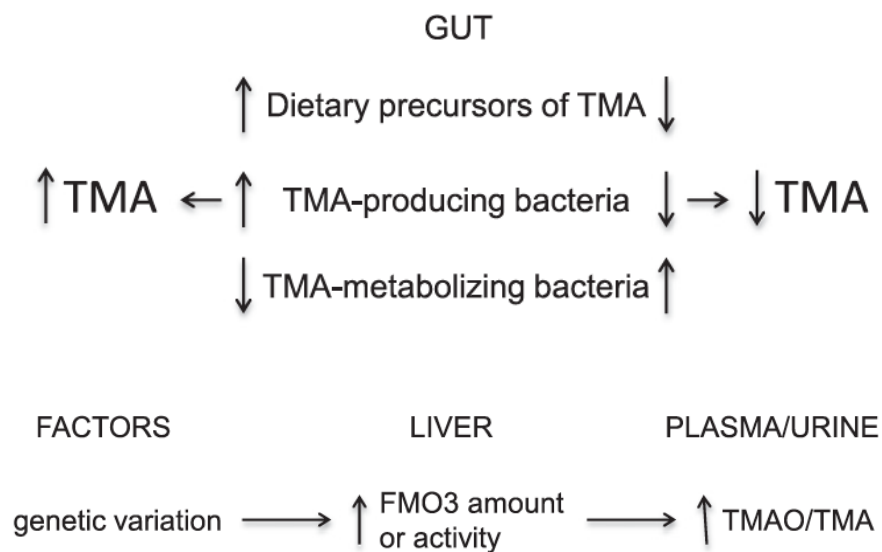 GUT
↑ Dietary precursors of TMA ↓
↑ TMA ← ↑ TMA-producing bacteria ↓ → ↓ TMA
↓ TMA-metabolizing bacteria ↑
FACTORS LIVER PLASMA/URINE
genetic variation → ↑ FMO3 amount or activity → ↑ TMAO/TMA